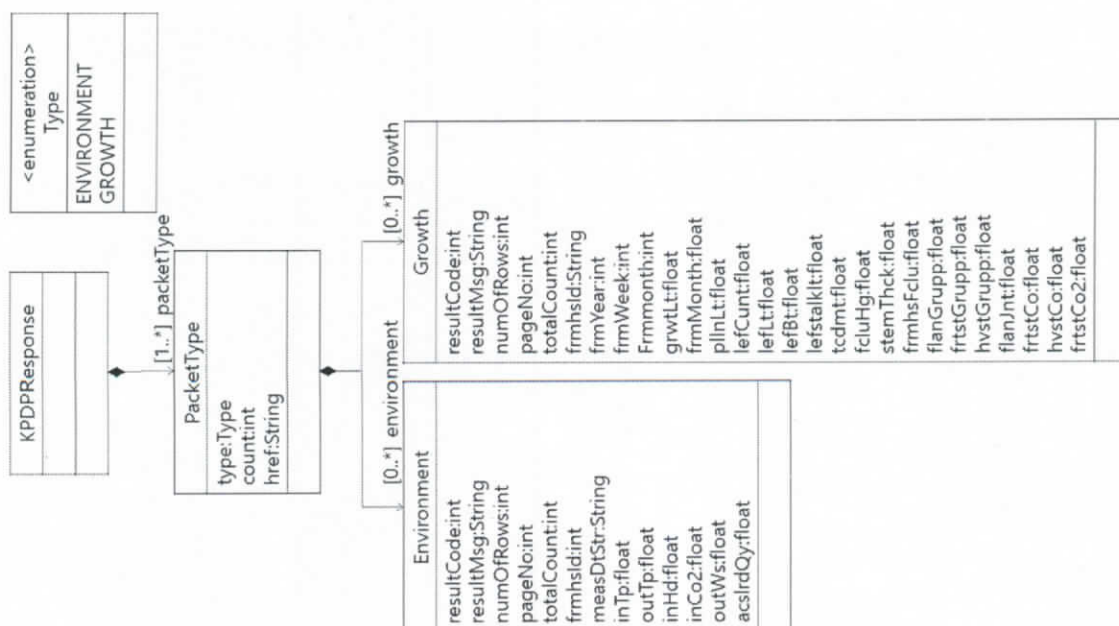 KPDPResponse
<enumeration>
Type
ENVIRONMENT
GROWTH
[1..*] packetType
PacketType
type:Type
count:int
href:String
[0..*] environment
[0..*] growth
Environment
resultCode:int
resultMsg:String
numOfRows:int
pageNo:int
totalCount:int
frmhsId:int
measDtStr:String
inTp:float
outTp:float
inHd:float
inCo2:float
outWs:float
acslrdQy:float
Growth
resultCode:int
resultMsg:String
numOfRows:int
pageNo:int
totalCount:int
frmhsId:String
frmYear:int
frmWeek:int
Frmmonth:int
grwtLt:float
frmMonth:float
pllnLt:float
lefCunt:float
lefLt:float
lefBt:float
lefstalklt:float
tcdmt:float
fcluHg:float
stemThck:float
frmhsFclu:float
flanGrupp:float
frtstGrupp:float
hvstGrupp:float
flanJnt:float
frtstCo:float
hvstCo:float
frtstCo2:float